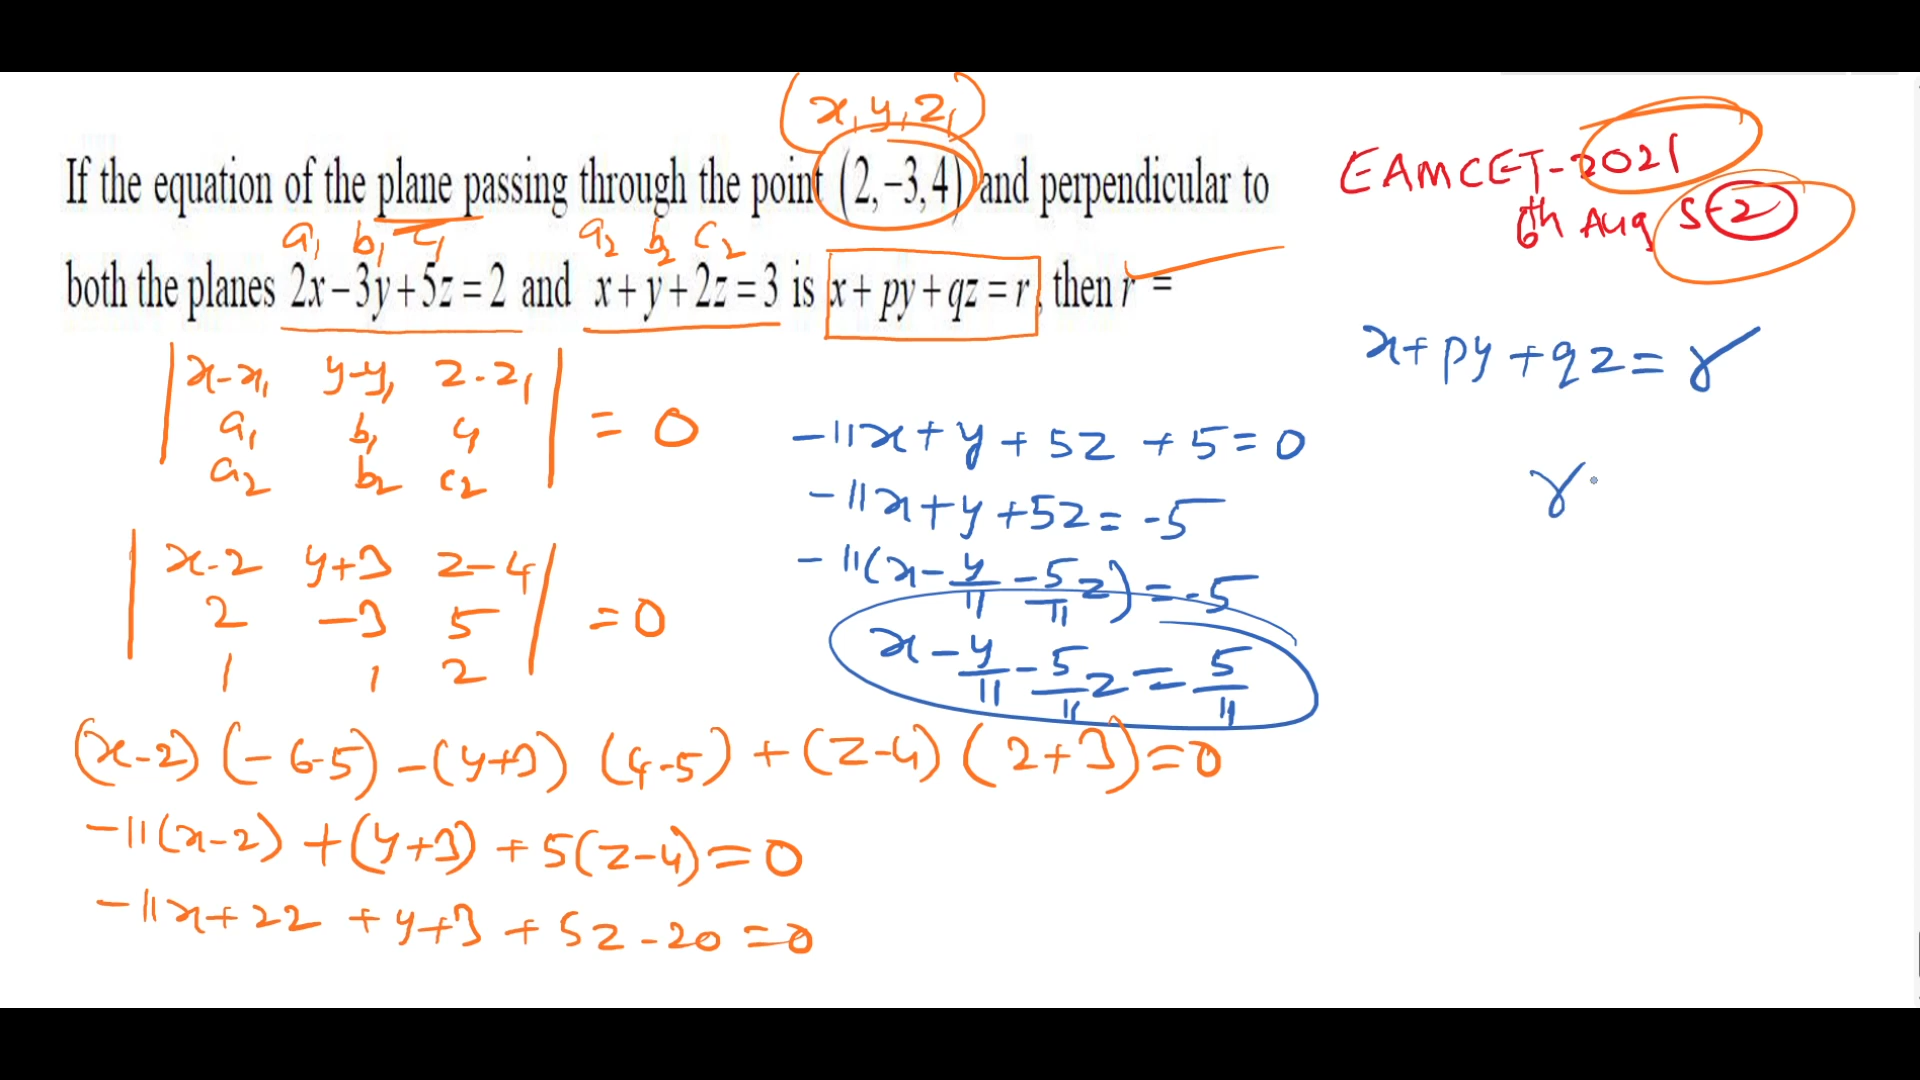 (x₁ y₁ z₁)
If the equation of the plane passing through the point (2,−3,4) and perpendicular to
a₁ b₁ c₁ a₂ b₂ c₂
both the planes 2x−3y+5z=2 and x+y+2z=3 is x+py+qz=r, then r =
EAMCET-2021
6th Aug S-2
| x-x₁ y-y₁ z-z₁ |
| a₁ b₁ c₁ | = 0
| a₂ b₂ c₂ |
| x-2 y+3 z-4 |
| 2 -3 5 | = 0
| 1 1 2 |
(x-2) (-6-5) - (y+3) (4-5) + (z-4) (2+3) = 0
-11(x-2) + (y+3) + 5(z-4) = 0
-11x+22 + y+3 + 5z-20 = 0
-11x + y + 5z + 5 = 0
-11x + y + 5z = -5
-11(x - y/11 - 5/11 z) = -5
x - y/11 - 5/11 z = 5/11
x + py + qz = r
r